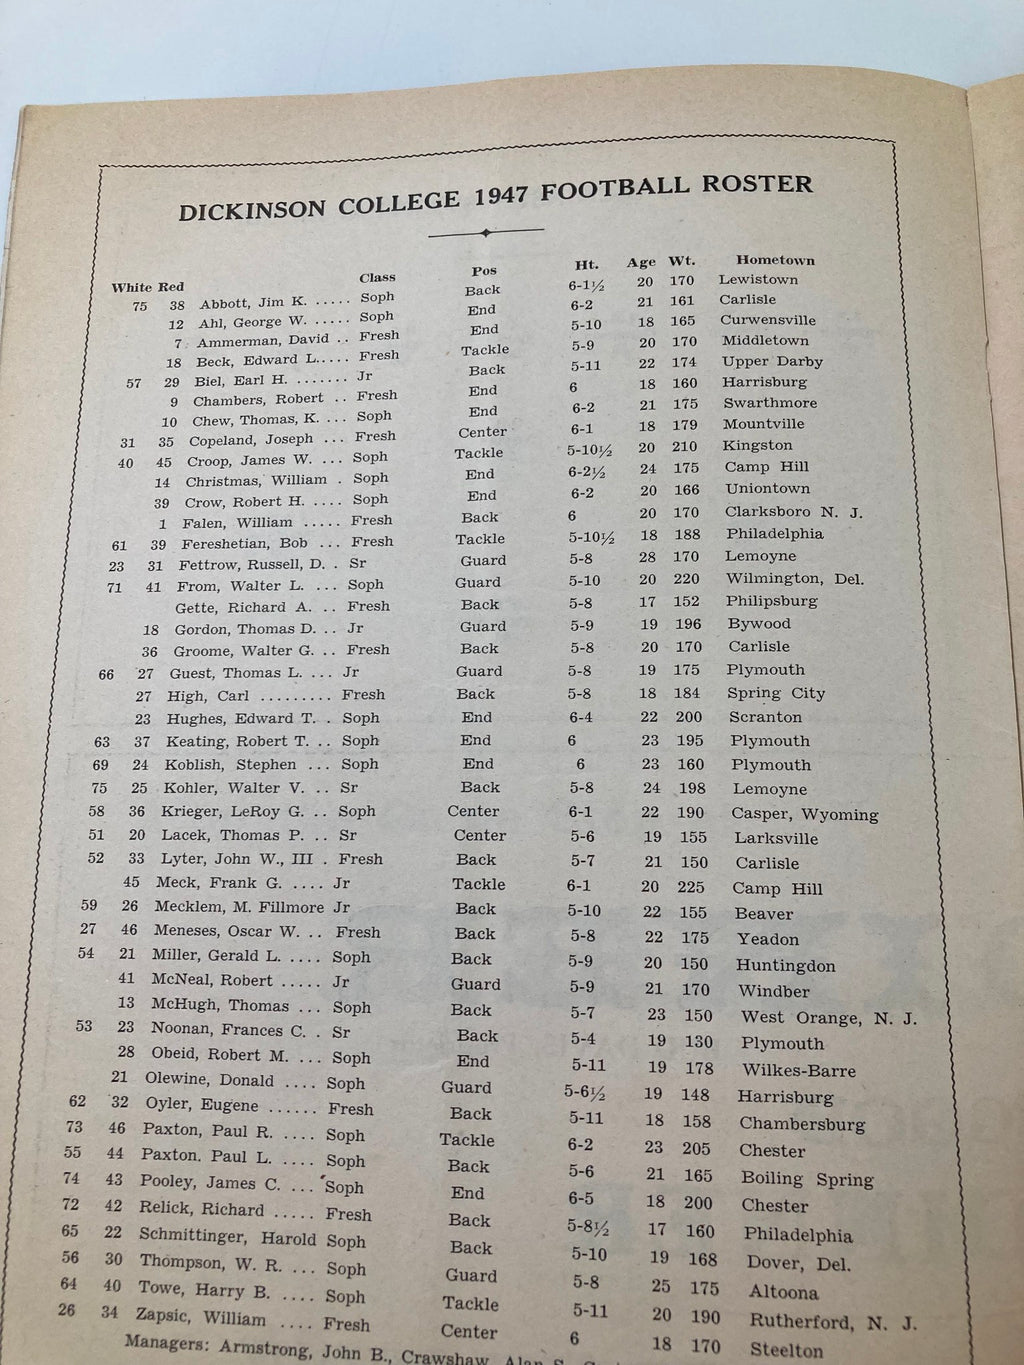 DICKINSON COLLEGE 1947 FOOTBALL ROSTER
White Red Class Pos Ht. Age Wt. Hometown
75 38 Abbott, Jim K. ..... Soph Back 6-1½ 20 170 Lewistown
12 Ahl, George W. ..... Soph End 6-2 21 161 Carlisle
7 Ammerman, David .. Fresh End 5-10 18 165 Curwensville
18 Beck, Edward L..... Fresh Tackle 5-9 20 170 Middletown
57 29 Biel, Earl H. ....... Jr Back 5-11 22 174 Upper Darby
9 Chambers, Robert .. Fresh End 6 18 160 Harrisburg
10 Chew, Thomas, K. ... Soph End 6-2 21 175 Swarthmore
31 35 Copeland, Joseph ... Fresh Center 6-1 18 179 Mountville
40 45 Croop, James W. ... Soph Tackle 5-10½ 20 210 Kingston
14 Christmas, William . Soph End 6-2½ 24 175 Camp Hill
39 Crow, Robert H. .... Soph End 6-2 20 166 Uniontown
1 Falen, William ..... Fresh Back 6 20 170 Clarksboro N. J.
61 39 Fereshetian, Bob ... Fresh Tackle 5-10½ 18 188 Philadelphia
23 31 Fettrow, Russell, D. . Sr Guard 5-8 28 170 Lemoyne
71 41 From, Walter L. .... Soph Guard 5-10 20 220 Wilmington, Del.
Gette, Richard A. .. Fresh Back 5-8 17 152 Philipsburg
18 Gordon, Thomas D. .. Jr Guard 5-9 19 196 Bywood
36 Groome, Walter G. .. Fresh Back 5-8 20 170 Carlisle
66 27 Guest, Thomas L. ... Jr Guard 5-8 19 175 Plymouth
27 High, Carl ......... Fresh Back 5-8 18 184 Spring City
23 Hughes, Edward T. . Soph End 6-4 22 200 Scranton
63 37 Keating, Robert T. .. Soph End 6 23 195 Plymouth
69 24 Koblish, Stephen ... Soph End 6 23 160 Plymouth
75 25 Kohler, Walter V. .. Sr Back 5-8 24 198 Lemoyne
58 36 Krieger, LeRoy G. .. Soph Center 6-1 22 190 Casper, Wyoming
51 20 Lacek, Thomas P. .. Sr Center 5-6 19 155 Larksville
52 33 Lyter, John W., III . Fresh Back 5-7 21 150 Carlisle
45 Meck, Frank G. .... Jr Tackle 6-1 20 225 Camp Hill
59 26 Mecklem, M. Fillmore Jr Back 5-10 22 155 Beaver
27 46 Meneses, Oscar W. .. Fresh Back 5-8 22 175 Yeadon
54 21 Miller, Gerald L. .... Soph Back 5-9 20 150 Huntingdon
41 McNeal, Robert ..... Jr Guard 5-9 21 170 Windber
13 McHugh, Thomas ... Soph Back 5-7 23 150 West Orange, N. J.
53 23 Noonan, Frances C. . Sr Back 5-4 19 130 Plymouth
28 Obeid, Robert M. ... Soph End 5-11 19 178 Wilkes-Barre
21 Olewine, Donald .... Soph Guard 5-6½ 19 148 Harrisburg
62 32 Oyler, Eugene ...... Fresh Back 5-11 18 158 Chambersburg
73 46 Paxton, Paul R. .... Soph Tackle 6-2 23 205 Chester
55 44 Paxton. Paul L. .... Soph Back 5-6 21 165 Boiling Spring
74 43 Pooley, James C. ... Soph End 6-5 18 200 Chester
72 42 Relick, Richard ..... Fresh Back 5-8½ 17 160 Philadelphia
65 22 Schmittinger, Harold Soph Back 5-10 19 168 Dover, Del.
56 30 Thompson, W. R. ... Soph Guard 5-8 25 175 Altoona
64 40 Towe, Harry B. .... Soph Tackle 5-11 20 190 Rutherford, N. J.
26 34 Zapsic, William .... Fresh Center 6 18 170 Steelton
Managers: Armstrong, John B., Crawshaw, Alan S.